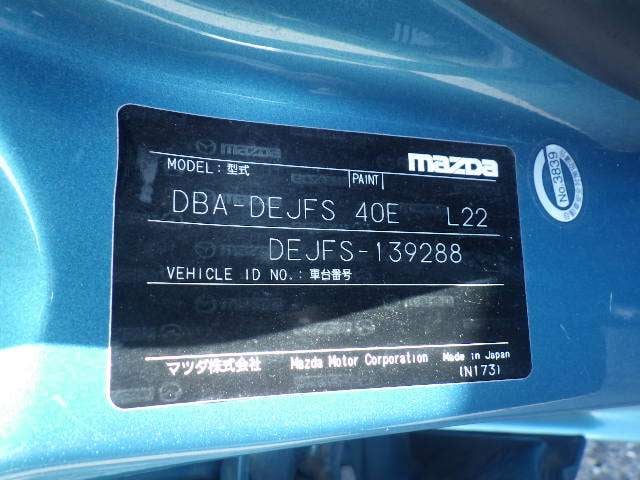 mazda
MODEL: 型式
PAINT
DBA-DEJFS 40E L22
DEJFS-139288
VEHICLE ID NO.: 車台番号
マツダ株式会社 Mazda Motor Corporation Made in Japan
(N173)
No.3839